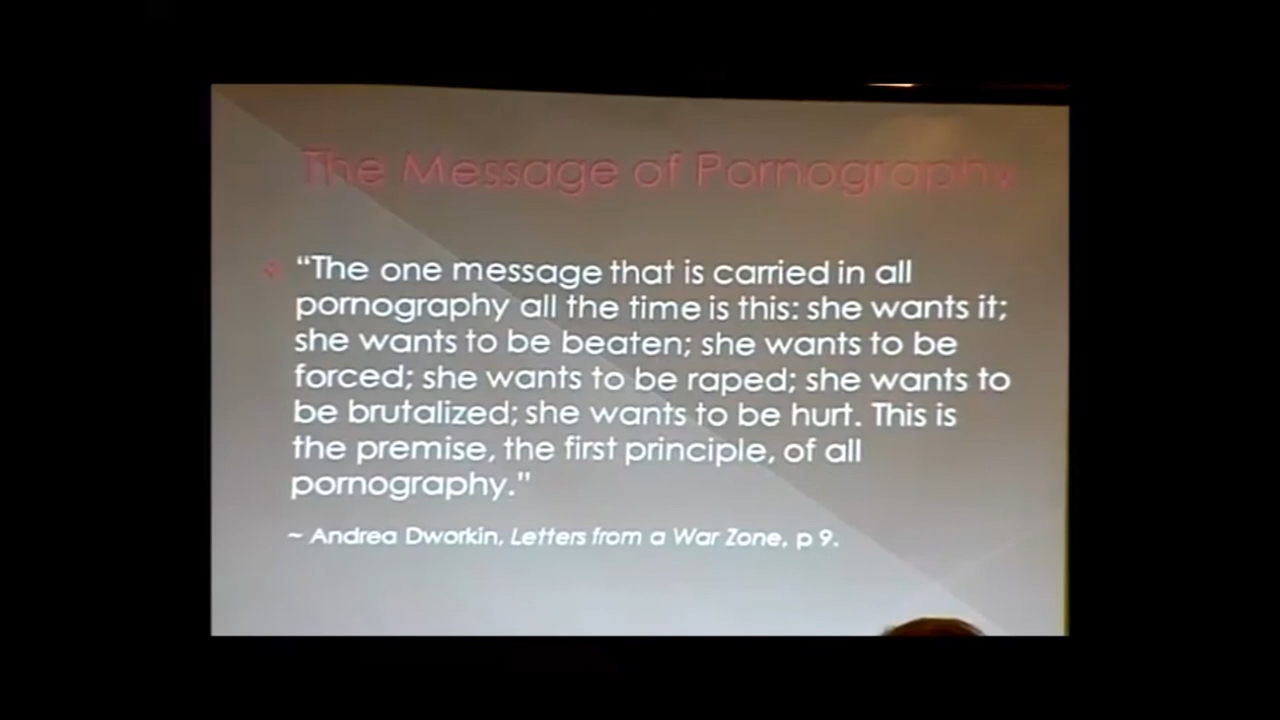 The Message of Pornography
“The one message that is carried in all
pornography all the time is this: she wants it;
she wants to be beaten; she wants to be
forced; she wants to be raped; she wants to
be brutalized; she wants to be hurt. This is
the premise, the first principle, of all
pornography.”
~ Andrea Dworkin, Letters from a War Zone, p 9.